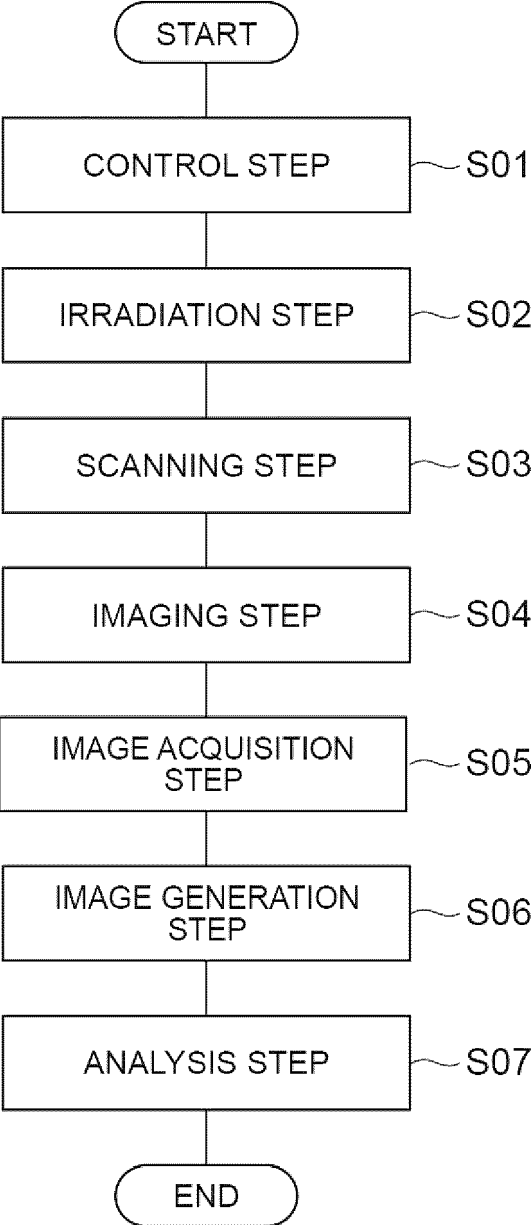 START
CONTROL STEP
S01
IRRADIATION STEP
S02
SCANNING STEP
S03
IMAGING STEP
S04
IMAGE ACQUISITION
STEP
S05
IMAGE GENERATION
STEP
S06
ANALYSIS STEP
S07
END